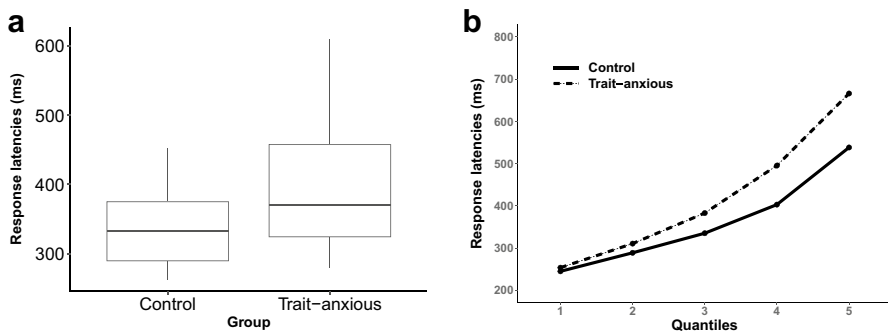 a
Response latencies (ms)
600
500
400
300
Control
Trait−anxious
Group
b
Response latencies (ms)
800
700
600
500
400
300
200
Control
Trait−anxious
1 2 3 4 5
Quantiles